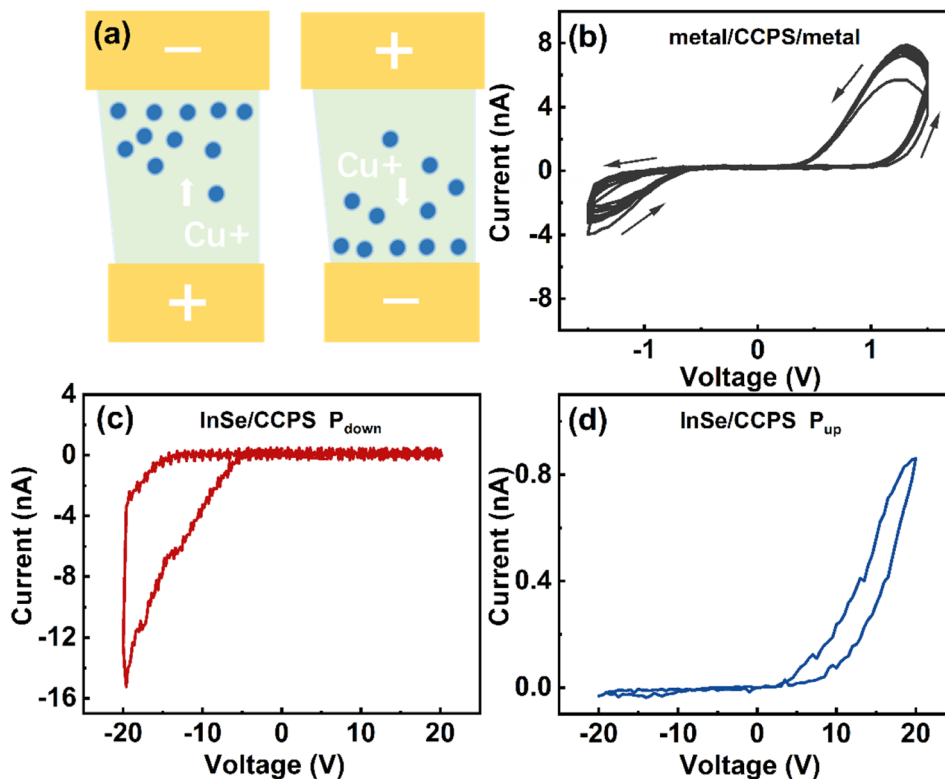 (a)
−
+
Cu+
+
+
Cu+
−
(b)
metal/CCPS/metal
Current (nA)
8
4
0
-4
-8
-1
0
1
Voltage (V)
(c)
InSe/CCPS P_down
Current (nA)
4
0
-4
-8
-12
-16
-20
-10
0
10
20
Voltage (V)
(d)
InSe/CCPS P_up
Current (nA)
0.8
0.4
0.0
-20
-10
0
10
20
Voltage (V)